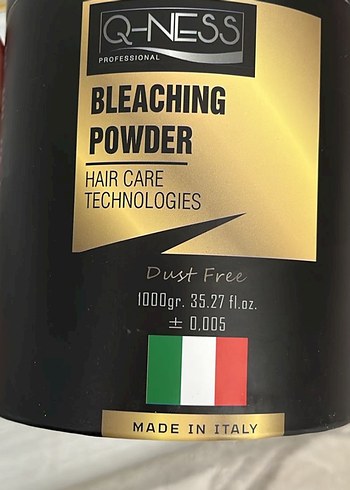 Q-NESS
PROFESSIONAL
BLEACHING
POWDER
HAIR CARE
TECHNOLOGIES
Dust Free
1000gr. 35.27 fl.oz.
± 0,005
MADE IN ITALY